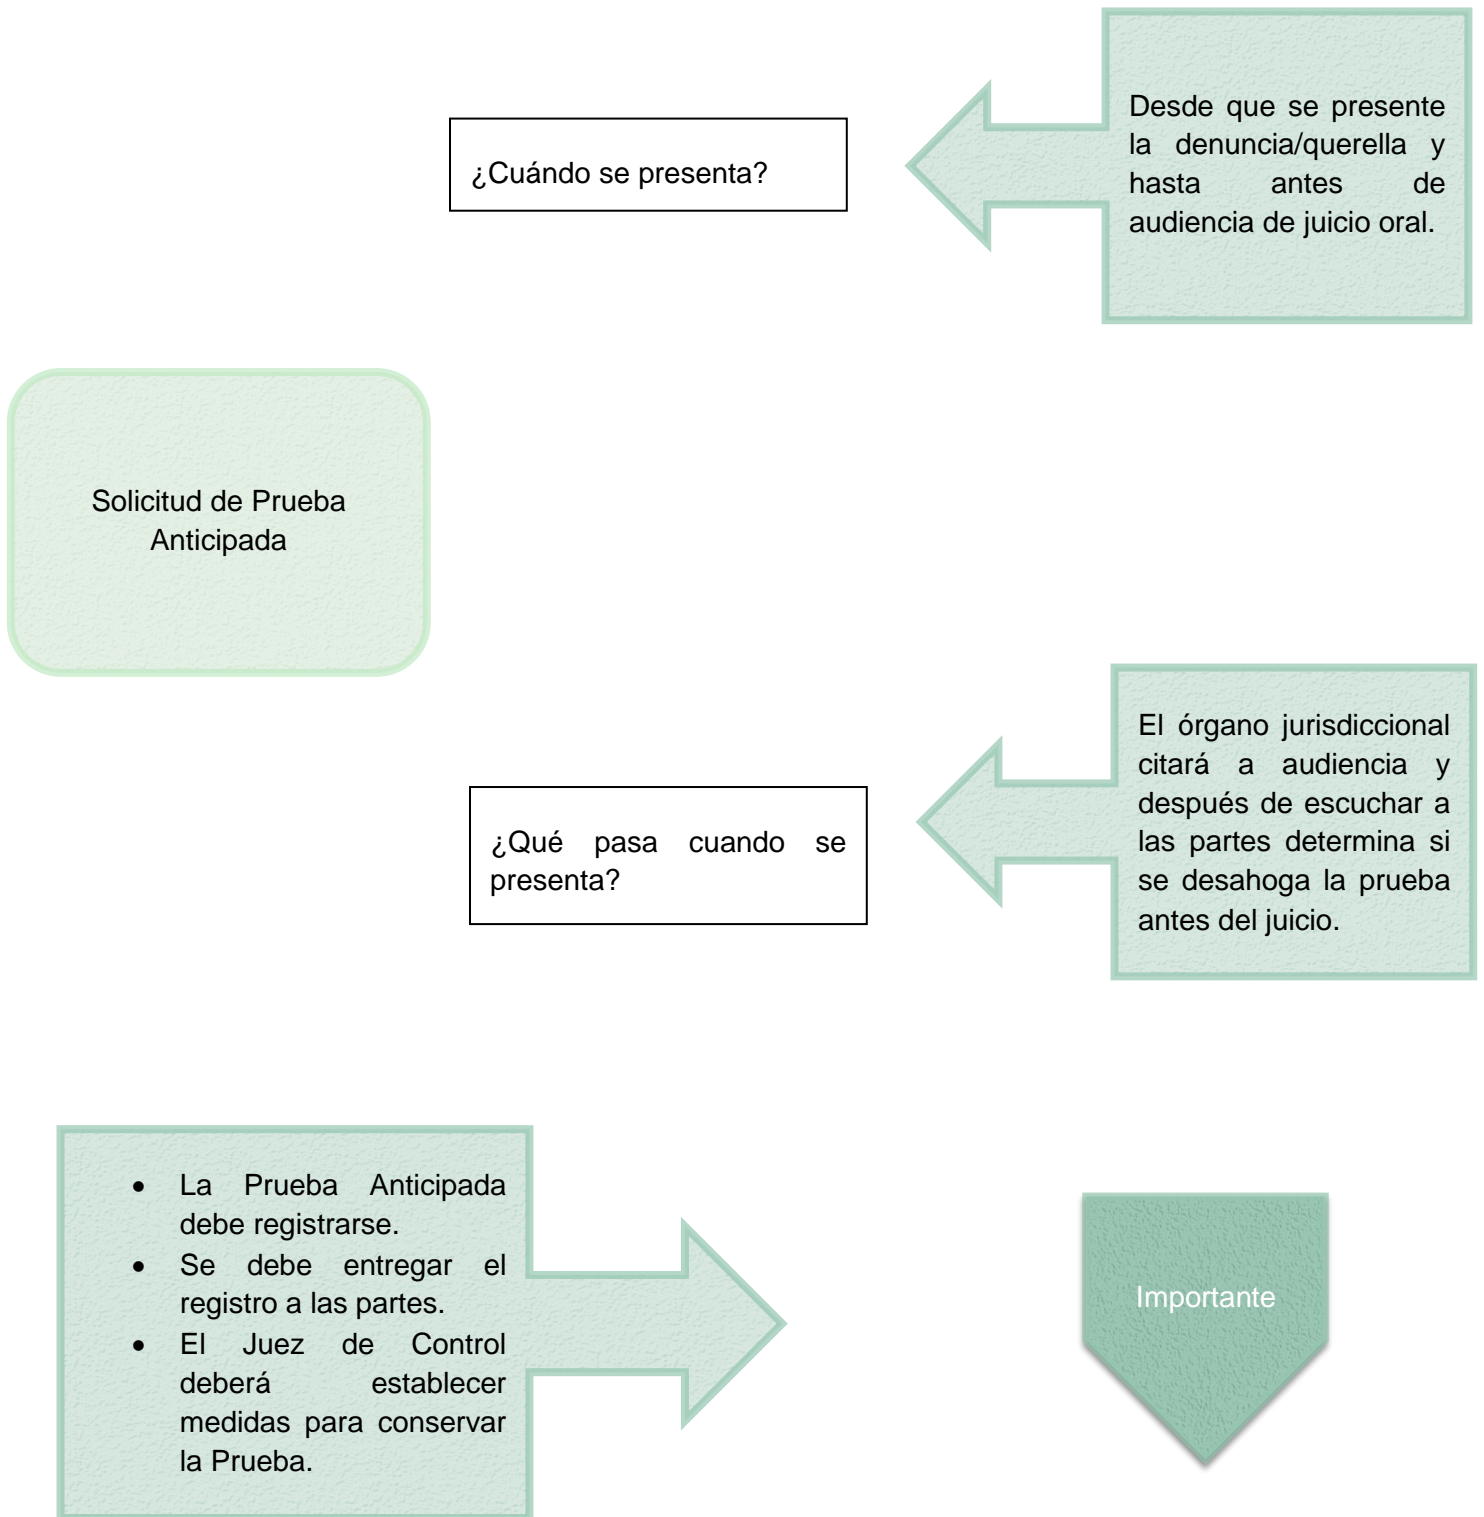 Desde que se presente
la denuncia/querella y
hasta antes de
audiencia de juicio oral.
¿Cuándo se presenta?
Solicitud de Prueba
Anticipada
El órgano jurisdiccional
citará a audiencia y
después de escuchar a
las partes determina si
se desahoga la prueba
antes del juicio.
¿Qué pasa cuando se
presenta?
• La Prueba Anticipada
debe registrarse.
• Se debe entregar el
registro a las partes.
• El Juez de Control
deberá establecer
medidas para conservar
la Prueba.
Importante